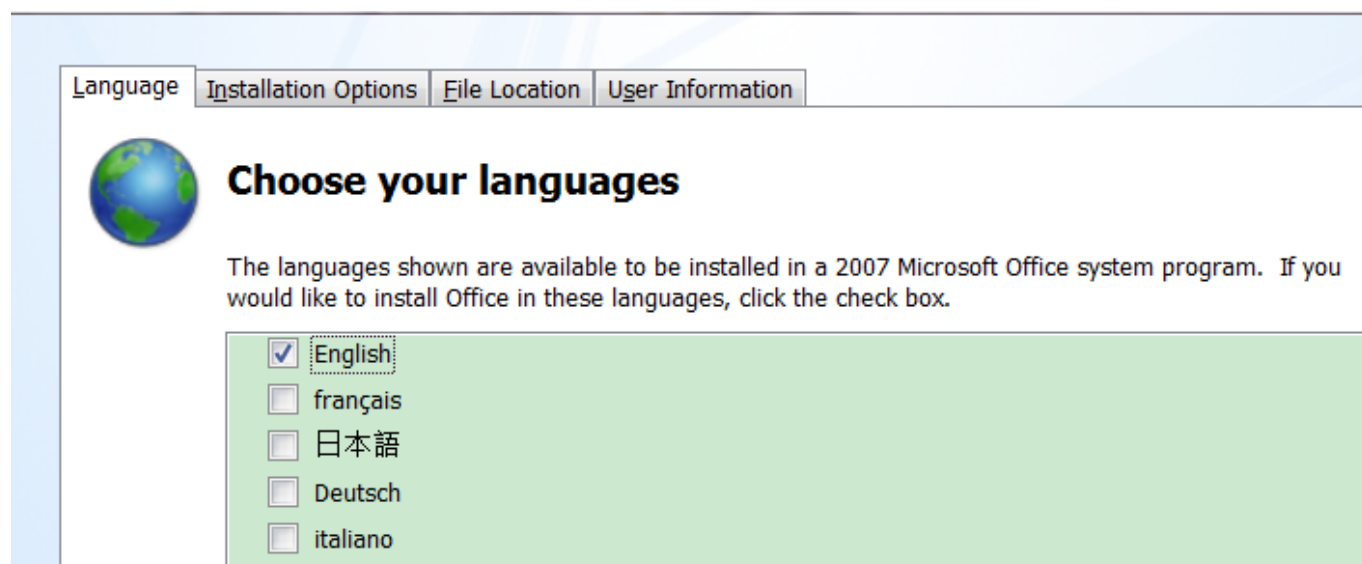 Language Installation Options File Location User Information
Choose your languages
The languages shown are available to be installed in a 2007 Microsoft Office system program. If you
would like to install Office in these languages, click the check box.
English
français
日本語
Deutsch
italiano